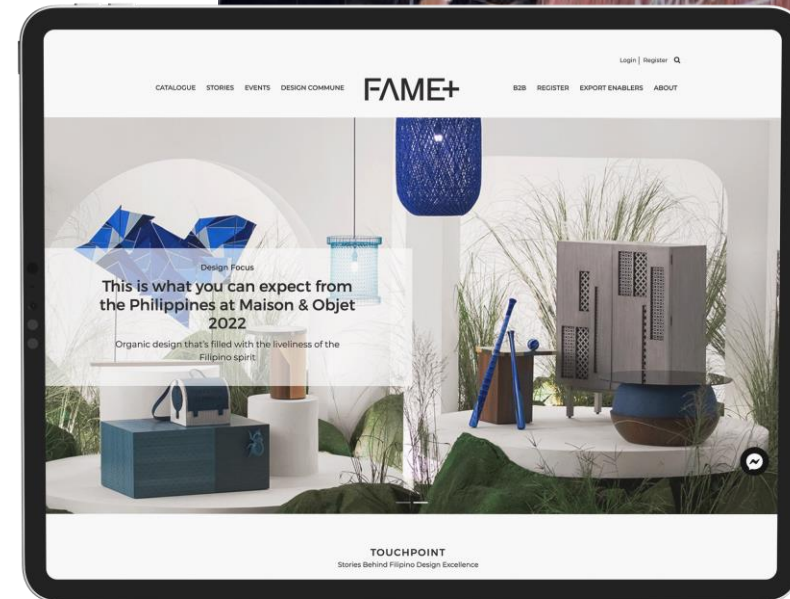 Login | Register
CATALOGUE STORIES EVENTS DESIGN COMMUNE FAME+ B2B REGISTER EXPORT ENABLERS ABOUT
Design Focus
This is what you can expect from
the Philippines at Maison & Objet
2022
Organic design that's filled with the liveliness of the
Filipino spirit
TOUCHPOINT
Stories Behind Filipino Design Excellence